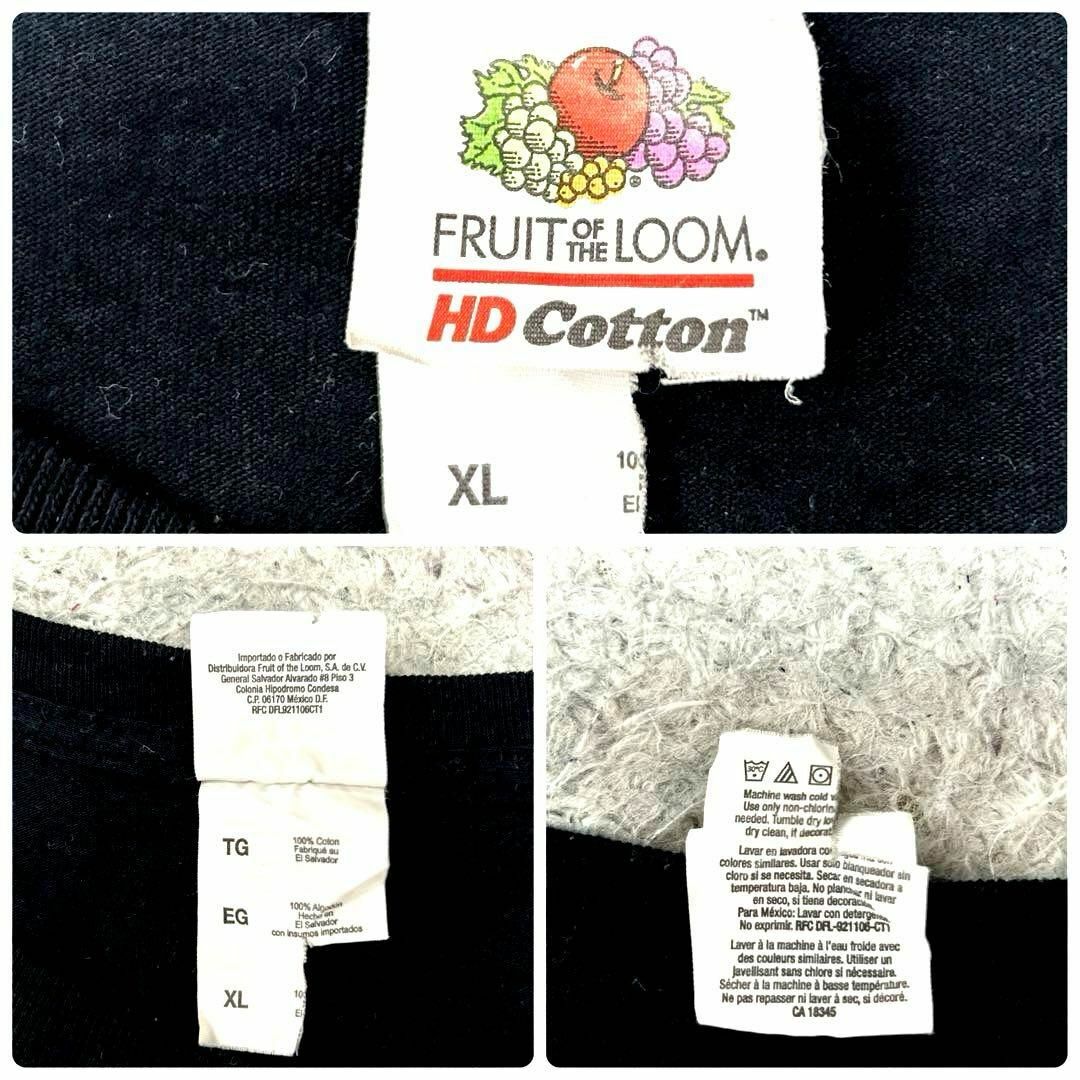 FRUIT OF THE LOOM®
HD Cotton™
XL
Importado o Fabricado por
Distribuidora Fruit of the Loom, S.A. de C.V.
General Salvador Alvarado #8 Piso 3
Colonia Hipodromo Condesa
C.P. 06170 México D.F.
RFC DFL921106CT1
TG
100% Coton
Fabriqué au
El Salvador
EG
100% Algodón
Hecho en
El Salvador
con insumos importados
XL
Machine wash cold
Use only non-chlorin
needed. Tumble dry
dry clean, if decorat
Lavar en lavadora
colores similares. Usar solo blanqueador sin
cloro si se necesita. Secar en secadora a
temperatura baja. No planchar ni lavar
en seco, si tiene
Para México: Lavar con
No exprimir. RFC DFL-921106-CT1
Laver à la machine à l'eau froide avec
des couleurs similaires. Utiliser un
javellisant sans chlore si nécessaire.
Sécher à la machine à basse température.
Ne pas repasser ni laver à sec, si décoré.
CA 18345